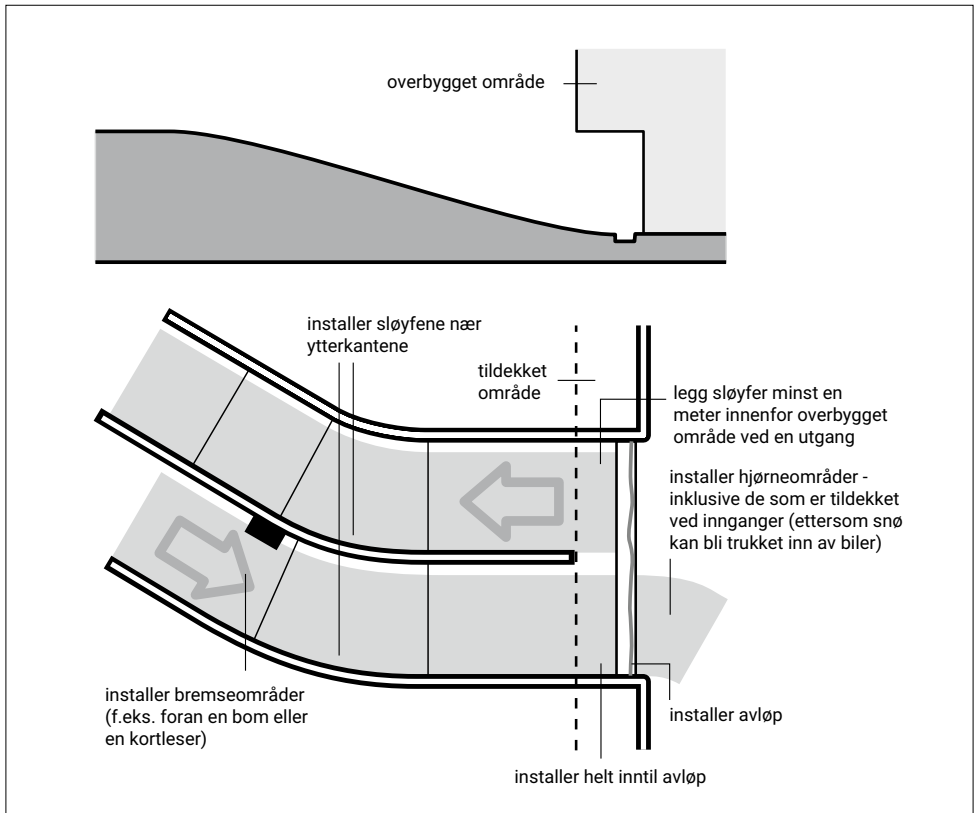 overbygget område
installer sløyfene nær
ytterkantene
tildekket
område
legg sløyfer minst en
meter innenfor overbygget
område ved en utgang
installer hjørneområder -
inklusive de som er tildekket
ved innganger (ettersom snø
kan bli trukket inn av biler)
installer bremseområder
(f.eks. foran en bom eller
en kortleser)
installer avløp
installer helt inntil avløp